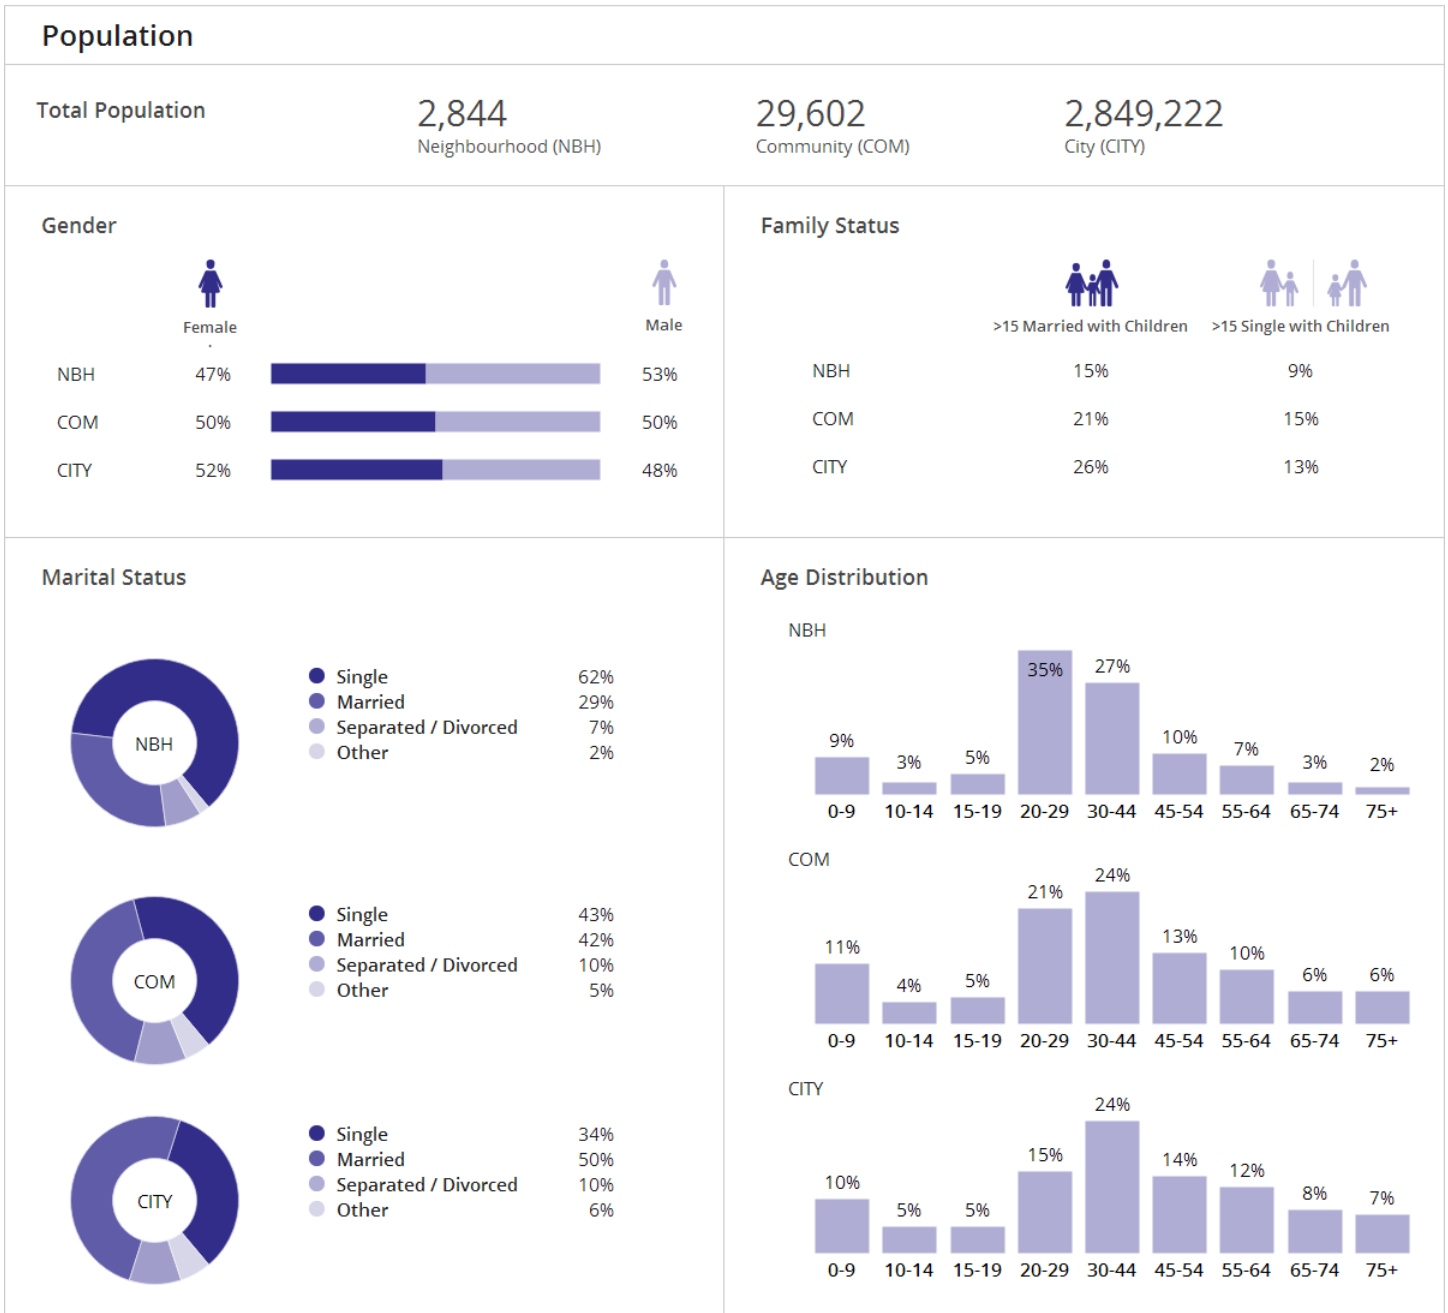 Population
Total Population
2,844
Neighbourhood (NBH)
29,602
Community (COM)
2,849,222
City (CITY)
Gender
Female
Male
NBH 47% 53%
COM 50% 50%
CITY 52% 48%
Family Status
>15 Married with Children >15 Single with Children
NBH 15% 9%
COM 21% 15%
CITY 26% 13%
Marital Status
NBH
Single 62%
Married 29%
Separated / Divorced 7%
Other 2%
COM
Single 43%
Married 42%
Separated / Divorced 10%
Other 5%
CITY
Single 34%
Married 50%
Separated / Divorced 10%
Other 6%
Age Distribution
NBH
9% 3% 5% 35% 27% 10% 7% 3% 2%
0-9 10-14 15-19 20-29 30-44 45-54 55-64 65-74 75+
COM
11% 4% 5% 21% 24% 13% 10% 6% 6%
0-9 10-14 15-19 20-29 30-44 45-54 55-64 65-74 75+
CITY
10% 5% 5% 15% 24% 14% 12% 8% 7%
0-9 10-14 15-19 20-29 30-44 45-54 55-64 65-74 75+